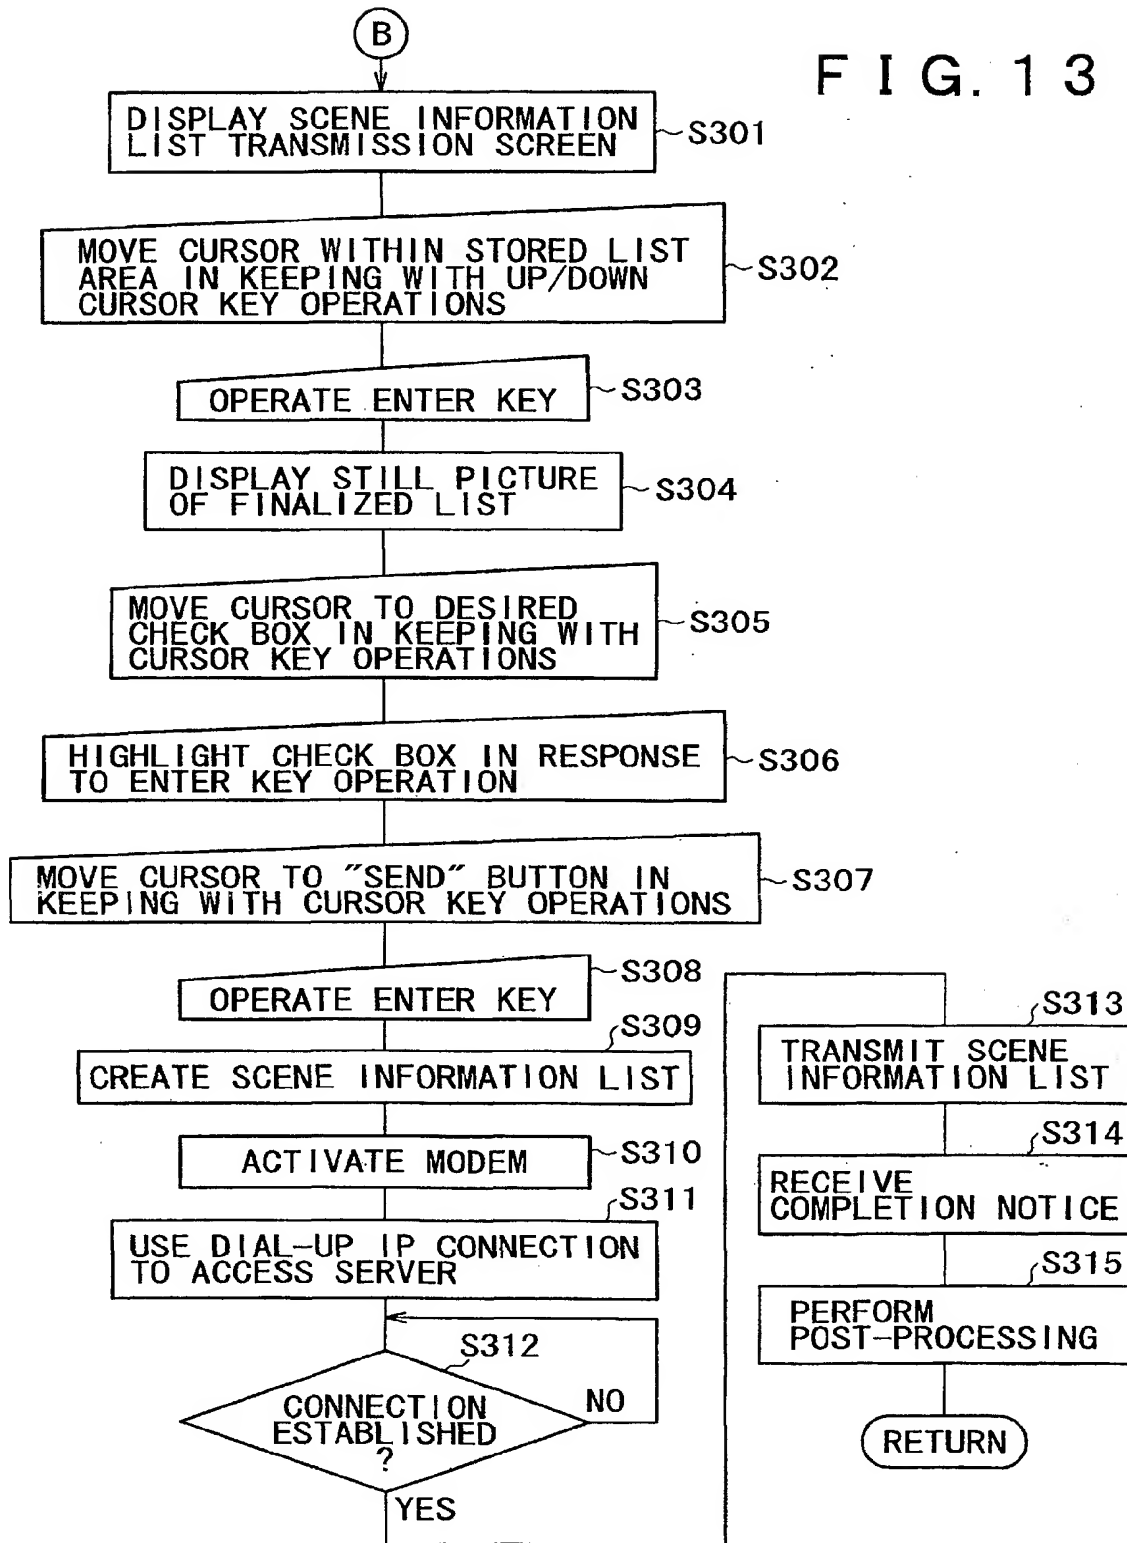 B
FIG. 13
DISPLAY SCENE INFORMATION
LIST TRANSMISSION SCREEN
S301
MOVE CURSOR WITHIN STORED LIST
AREA IN KEEPING WITH UP/DOWN
CURSOR KEY OPERATIONS
S302
OPERATE ENTER KEY
S303
DISPLAY STILL PICTURE
OF FINALIZED LIST
S304
MOVE CURSOR TO DESIRED
CHECK BOX IN KEEPING WITH
CURSOR KEY OPERATIONS
S305
HIGHLIGHT CHECK BOX IN RESPONSE
TO ENTER KEY OPERATION
S306
MOVE CURSOR TO "SEND" BUTTON IN
KEEPING WITH CURSOR KEY OPERATIONS
S307
OPERATE ENTER KEY
S308
S309
CREATE SCENE INFORMATION LIST
ACTIVATE MODEM
S310
S311
USE DIAL-UP IP CONNECTION
TO ACCESS SERVER
S312
CONNECTION
ESTABLISHED
?
NO
YES
S313
TRANSMIT SCENE
INFORMATION LIST
S314
RECEIVE
COMPLETION NOTICE
S315
PERFORM
POST-PROCESSING
RETURN